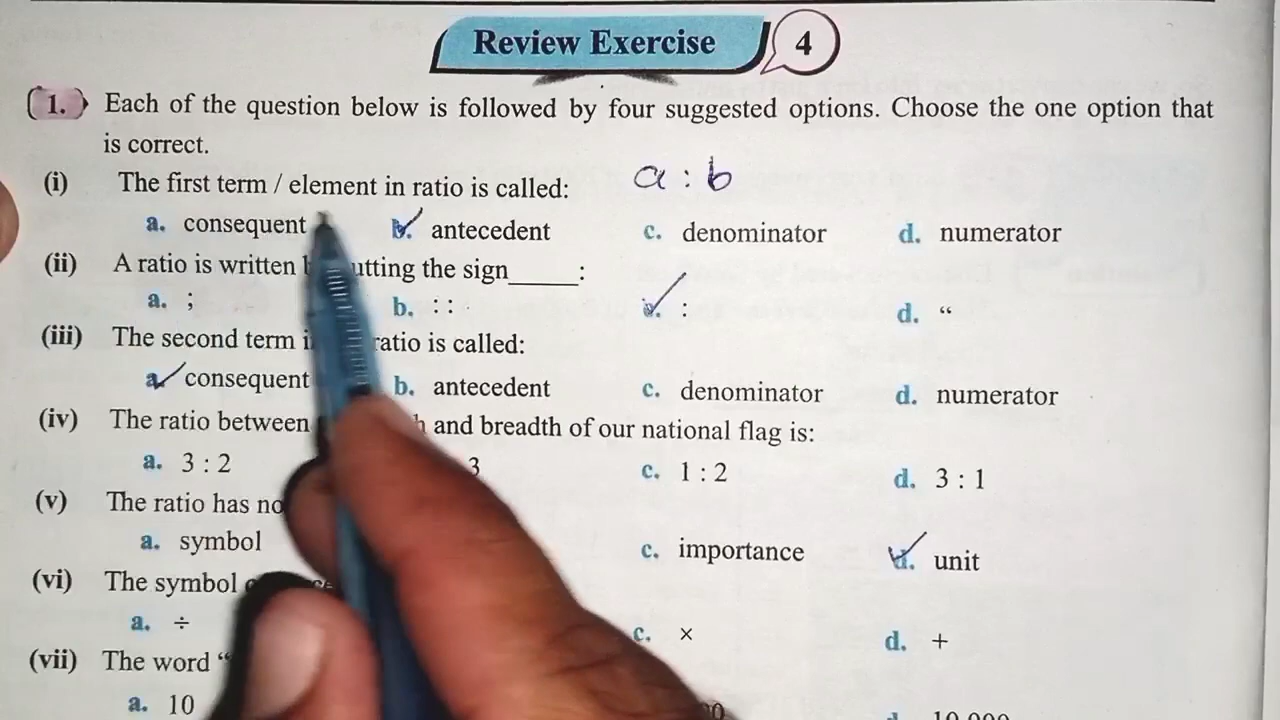 Review Exercise 4
1. Each of the question below is followed by four suggested options. Choose the one option that
is correct.
(i) The first term / element in ratio is called: a : b
a. consequent b. antecedent c. denominator d. numerator
(ii) A ratio is written utting the sign_____:
a. ; b. : : c. : d. “
(iii) The second term ratio is called:
a. consequent b. antecedent c. denominator d. numerator
(iv) The ratio between and breadth of our national flag is:
a. 3 : 2 3 c. 1 : 2 d. 3 : 1
(v) The ratio has no
a. symbol c. importance d. unit
(vi) The symbol
a. ÷ c. × d. +
(vii) The word “
a. 10 d. 10,000